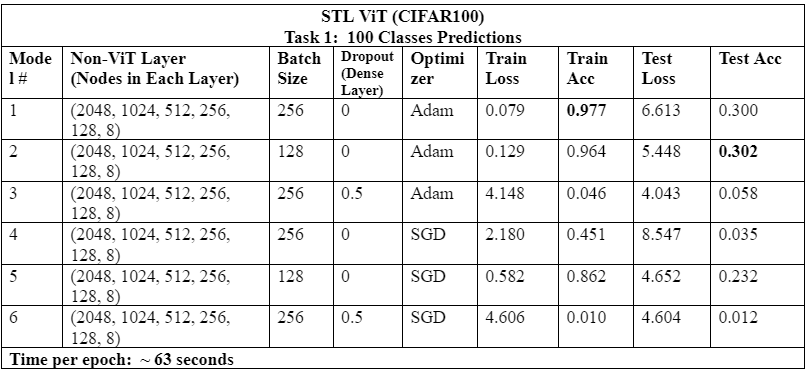 STL ViT (CIFAR100)
Task 1:  100 Classes Predictions
Mode l # | Non-ViT Layer (Nodes in Each Layer) | Batch Size | Dropout (Dense Layer) | Optimi zer | Train Loss | Train Acc | Test Loss | Test Acc
1 | (2048, 1024, 512, 256, 128, 8) | 256 | 0 | Adam | 0.079 | 0.977 | 6.613 | 0.300
2 | (2048, 1024, 512, 256, 128, 8) | 128 | 0 | Adam | 0.129 | 0.964 | 5.448 | 0.302
3 | (2048, 1024, 512, 256, 128, 8) | 256 | 0.5 | Adam | 4.148 | 0.046 | 4.043 | 0.058
4 | (2048, 1024, 512, 256, 128, 8) | 256 | 0 | SGD | 2.180 | 0.451 | 8.547 | 0.035
5 | (2048, 1024, 512, 256, 128, 8) | 128 | 0 | SGD | 0.582 | 0.862 | 4.652 | 0.232
6 | (2048, 1024, 512, 256, 128, 8) | 256 | 0.5 | SGD | 4.606 | 0.010 | 4.604 | 0.012
Time per epoch:  ~ 63 seconds